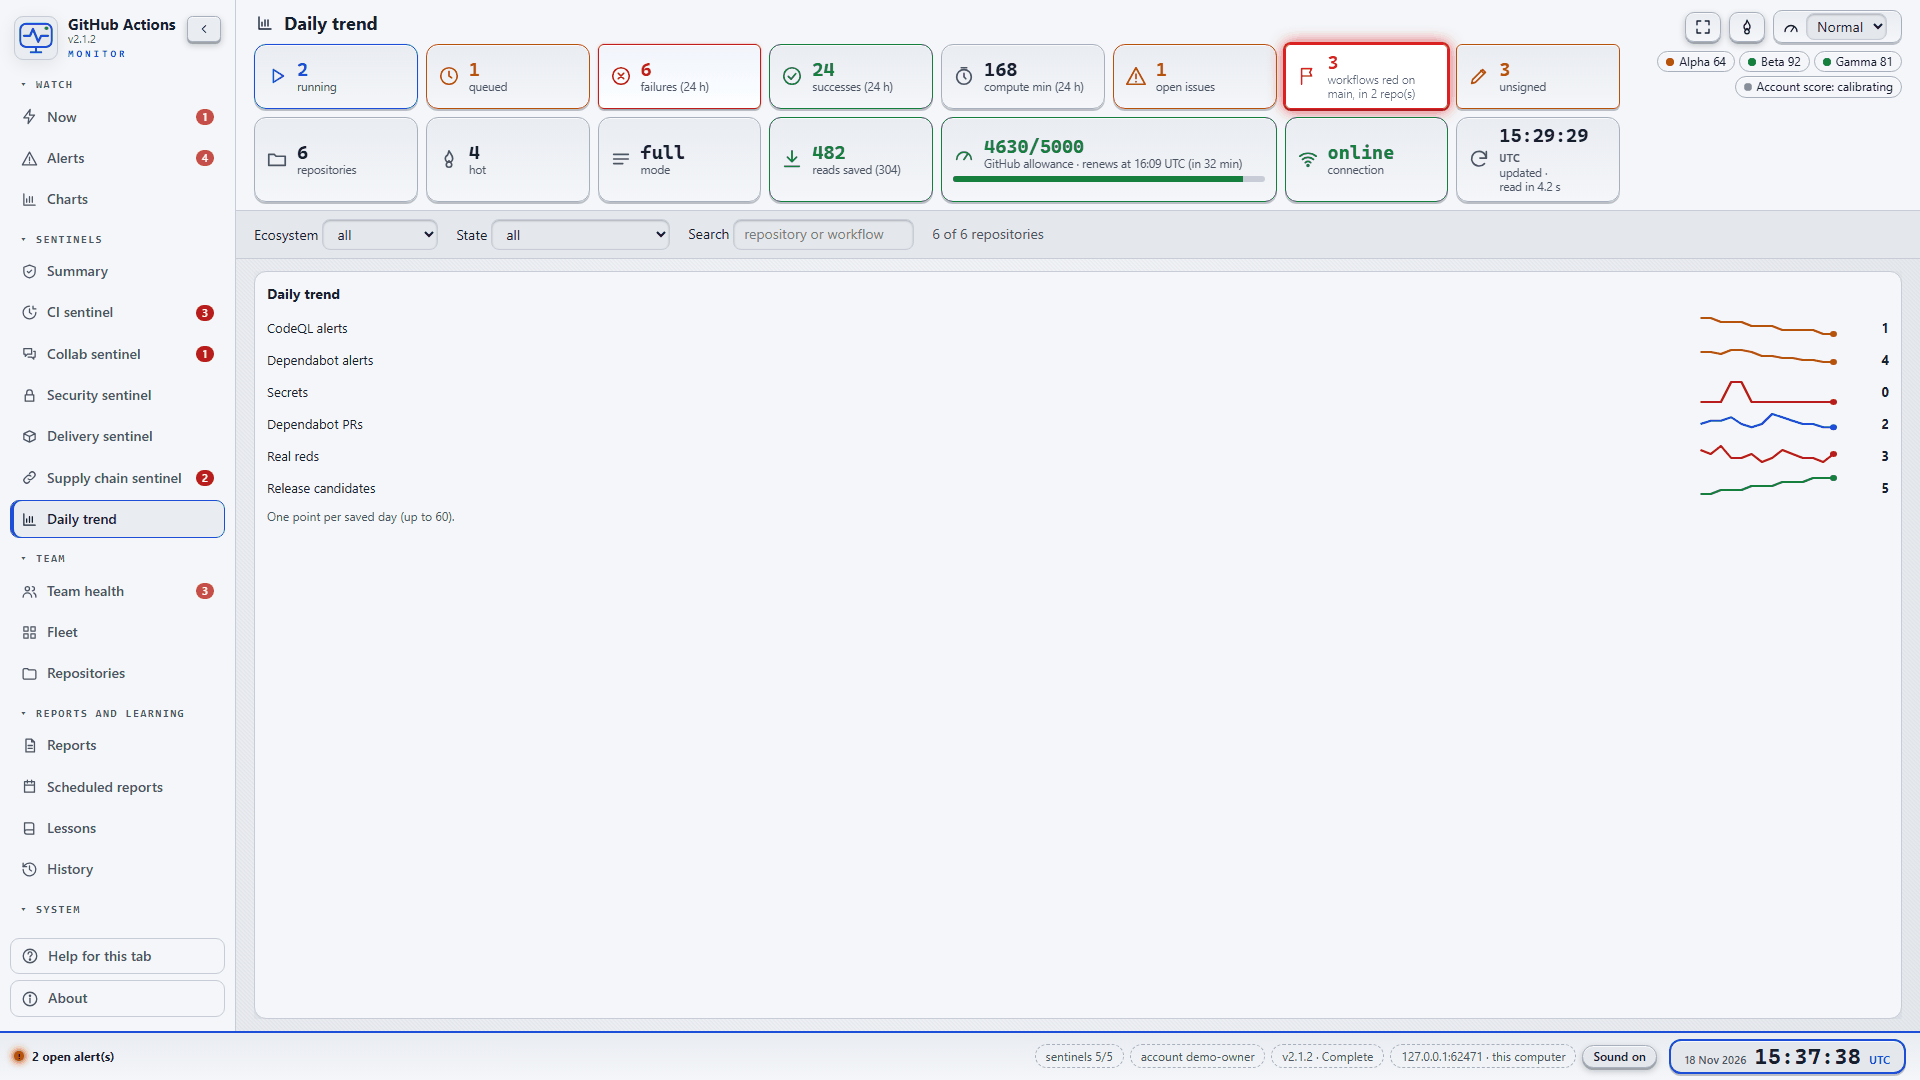 GitHub Actions
v2.1.2
MONITOR
WATCH
Now 1
Alerts 4
Charts
SENTINELS
Summary
CI sentinel 3
Collab sentinel 1
Security sentinel
Delivery sentinel
Supply chain sentinel 2
Daily trend
TEAM
Team health 3
Fleet
Repositories
REPORTS AND LEARNING
Reports
Scheduled reports
Lessons
History
SYSTEM
Help for this tab
About
Daily trend
Normal
Alpha 64
Beta 92
Gamma 81
Account score: calibrating
2
running
1
queued
6
failures (24 h)
24
successes (24 h)
168
compute min (24 h)
1
open issues
3
workflows red on
main, in 2 repo(s)
3
unsigned
6
repositories
4
hot
full
mode
482
reads saved (304)
4630/5000
GitHub allowance · renews at 16:09 UTC (in 32 min)
online
connection
15:29:29
UTC
updated ·
read in 4.2 s
Ecosystem all State all Search repository or workflow 6 of 6 repositories
Daily trend
CodeQL alerts 1
Dependabot alerts 4
Secrets 0
Dependabot PRs 2
Real reds 3
Release candidates 5
One point per saved day (up to 60).
2 open alert(s)
sentinels 5/5
account demo-owner
v2.1.2 · Complete
127.0.0.1:62471 · this computer
Sound on
18 Nov 2026 15:37:38 UTC